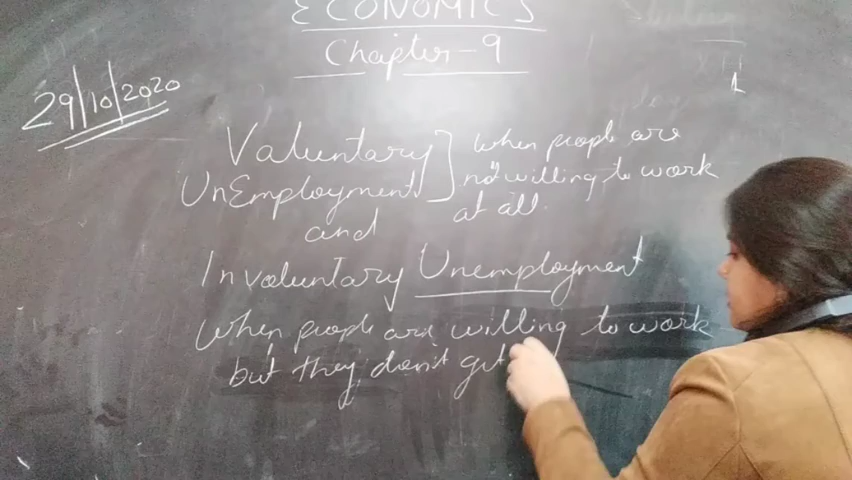 ECONOMICS
Chapter-9
29/10/2020
Valuntary
UnEmployment
and
when people are
not willing to work
at all.
Involuntary Unemployment
when people are willing to work
but they don't get